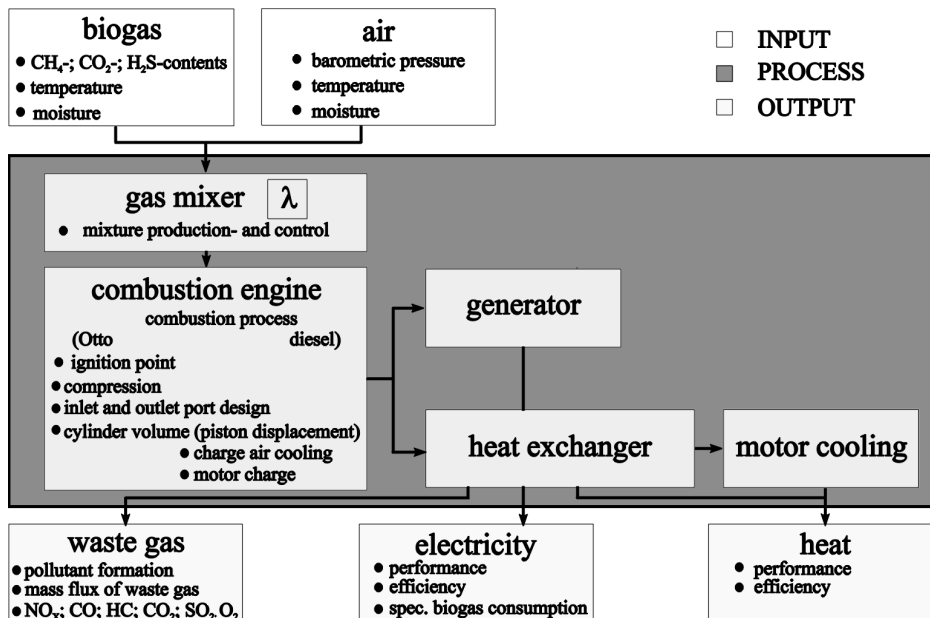 biogas
• CH₄-; CO₂-; H₂S-contents
• temperature
• moisture
air
• barometric pressure
• temperature
• moisture
INPUT
PROCESS
OUTPUT
gas mixer λ
• mixture production- and control
combustion engine
combustion process
(Otto diesel)
• ignition point
• compression
• inlet and outlet port design
• cylinder volume (piston displacement)
• charge air cooling
• motor charge
generator
heat exchanger
motor cooling
waste gas
• pollutant formation
• mass flux of waste gas
• NOₓ; CO; HC; CO₂; SO₂, O₂
electricity
• performance
• efficiency
• spec. biogas consumption
heat
• performance
• efficiency